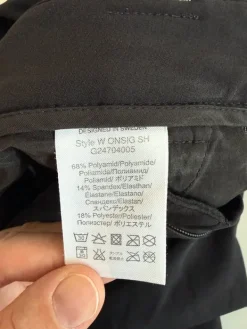 DESIGNED IN SWEDEN
Style W ONSIG SH
G24704005
68% Polyamid/Polyamide/
Poliammide/Полиамид/
Poliamid/ポリアミド
14% Spandex/Elasthan/
Élastane/Elastano/
Спандекс/Elastan/
スパンデックス
18% Polyester/Poliester/
Полиэстер/ポリエステル